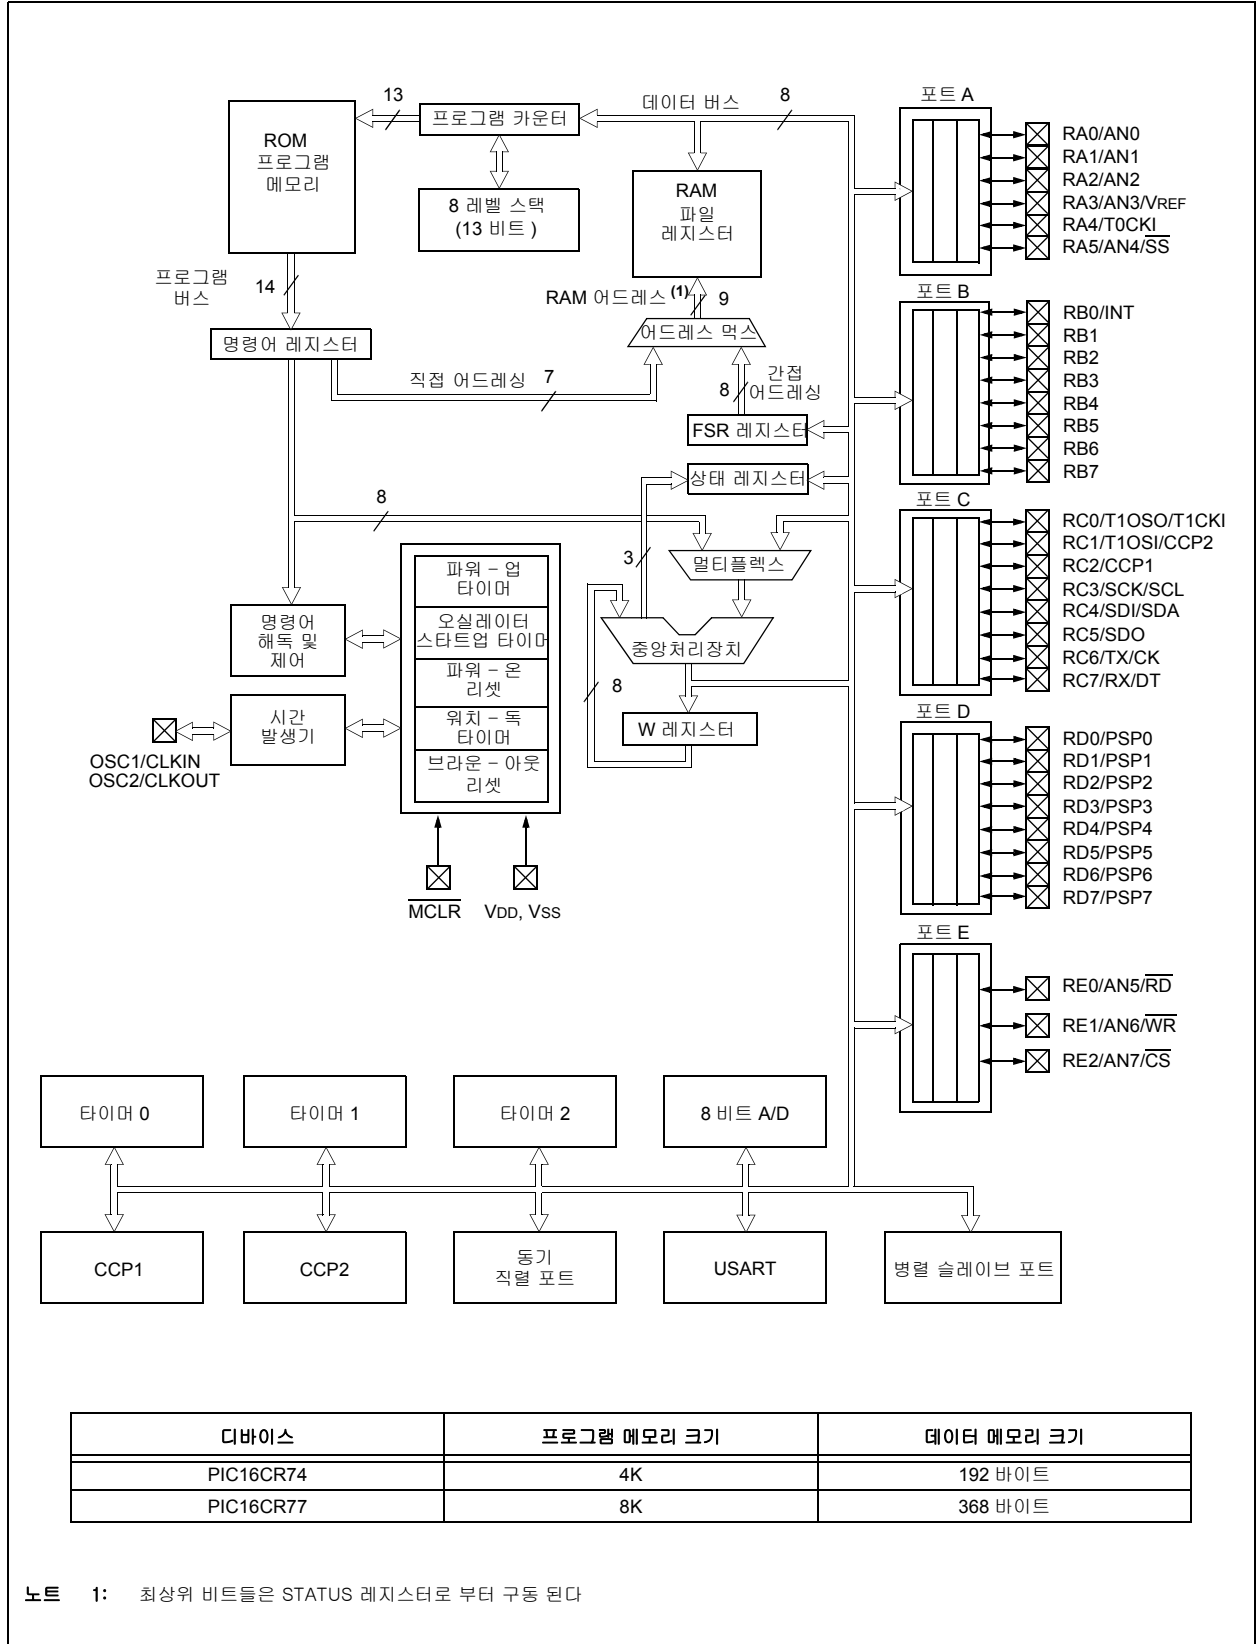 13
프로그램 카운터
데이터 버스
8
포트 A
ROM
프로그램
메모리
8 레벨 스택
(13 비트 )
RAM
파일
레지스터
RA0/AN0
RA1/AN1
RA2/AN2
RA3/AN3/VREF
RA4/T0CKI
RA5/AN4/SS
프로그램
버스
14
RAM 어드레스 (1)
9
포트 B
어드레스 먹스
명령어 레지스터
직접 어드레싱
7
8
간접
어드레싱
FSR 레지스터
RB0/INT
RB1
RB2
RB3
RB4
RB5
RB6
RB7
상태 레지스터
포트 C
8
3
멀티플렉스
RC0/T1OSO/T1CKI
RC1/T1OSI/CCP2
RC2/CCP1
RC3/SCK/SCL
RC4/SDI/SDA
RC5/SDO
RC6/TX/CK
RC7/RX/DT
파워 – 업
타이머
오실레이터
스타트업 타이머
파워 – 온
리셋
워치 – 독
타이머
브라운 – 아웃
리셋
명령어
해독 및
제어
중앙처리장치
8
W 레지스터
시간
발생기
OSC1/CLKIN
OSC2/CLKOUT
포트 D
RD0/PSP0
RD1/PSP1
RD2/PSP2
RD3/PSP3
RD4/PSP4
RD5/PSP5
RD6/PSP6
RD7/PSP7
MCLR
VDD, VSS
포트 E
RE0/AN5/RD
RE1/AN6/WR
RE2/AN7/CS
타이머 0
타이머 1
타이머 2
8 비트 A/D
CCP1
CCP2
동기
직렬 포트
USART
병렬 슬레이브 포트
디바이스 프로그램 메모리 크기 데이터 메모리 크기
PIC16CR74 4K 192 바이트
PIC16CR77 8K 368 바이트
노트 1: 최상위 비트들은 STATUS 레지스터로 부터 구동 된다